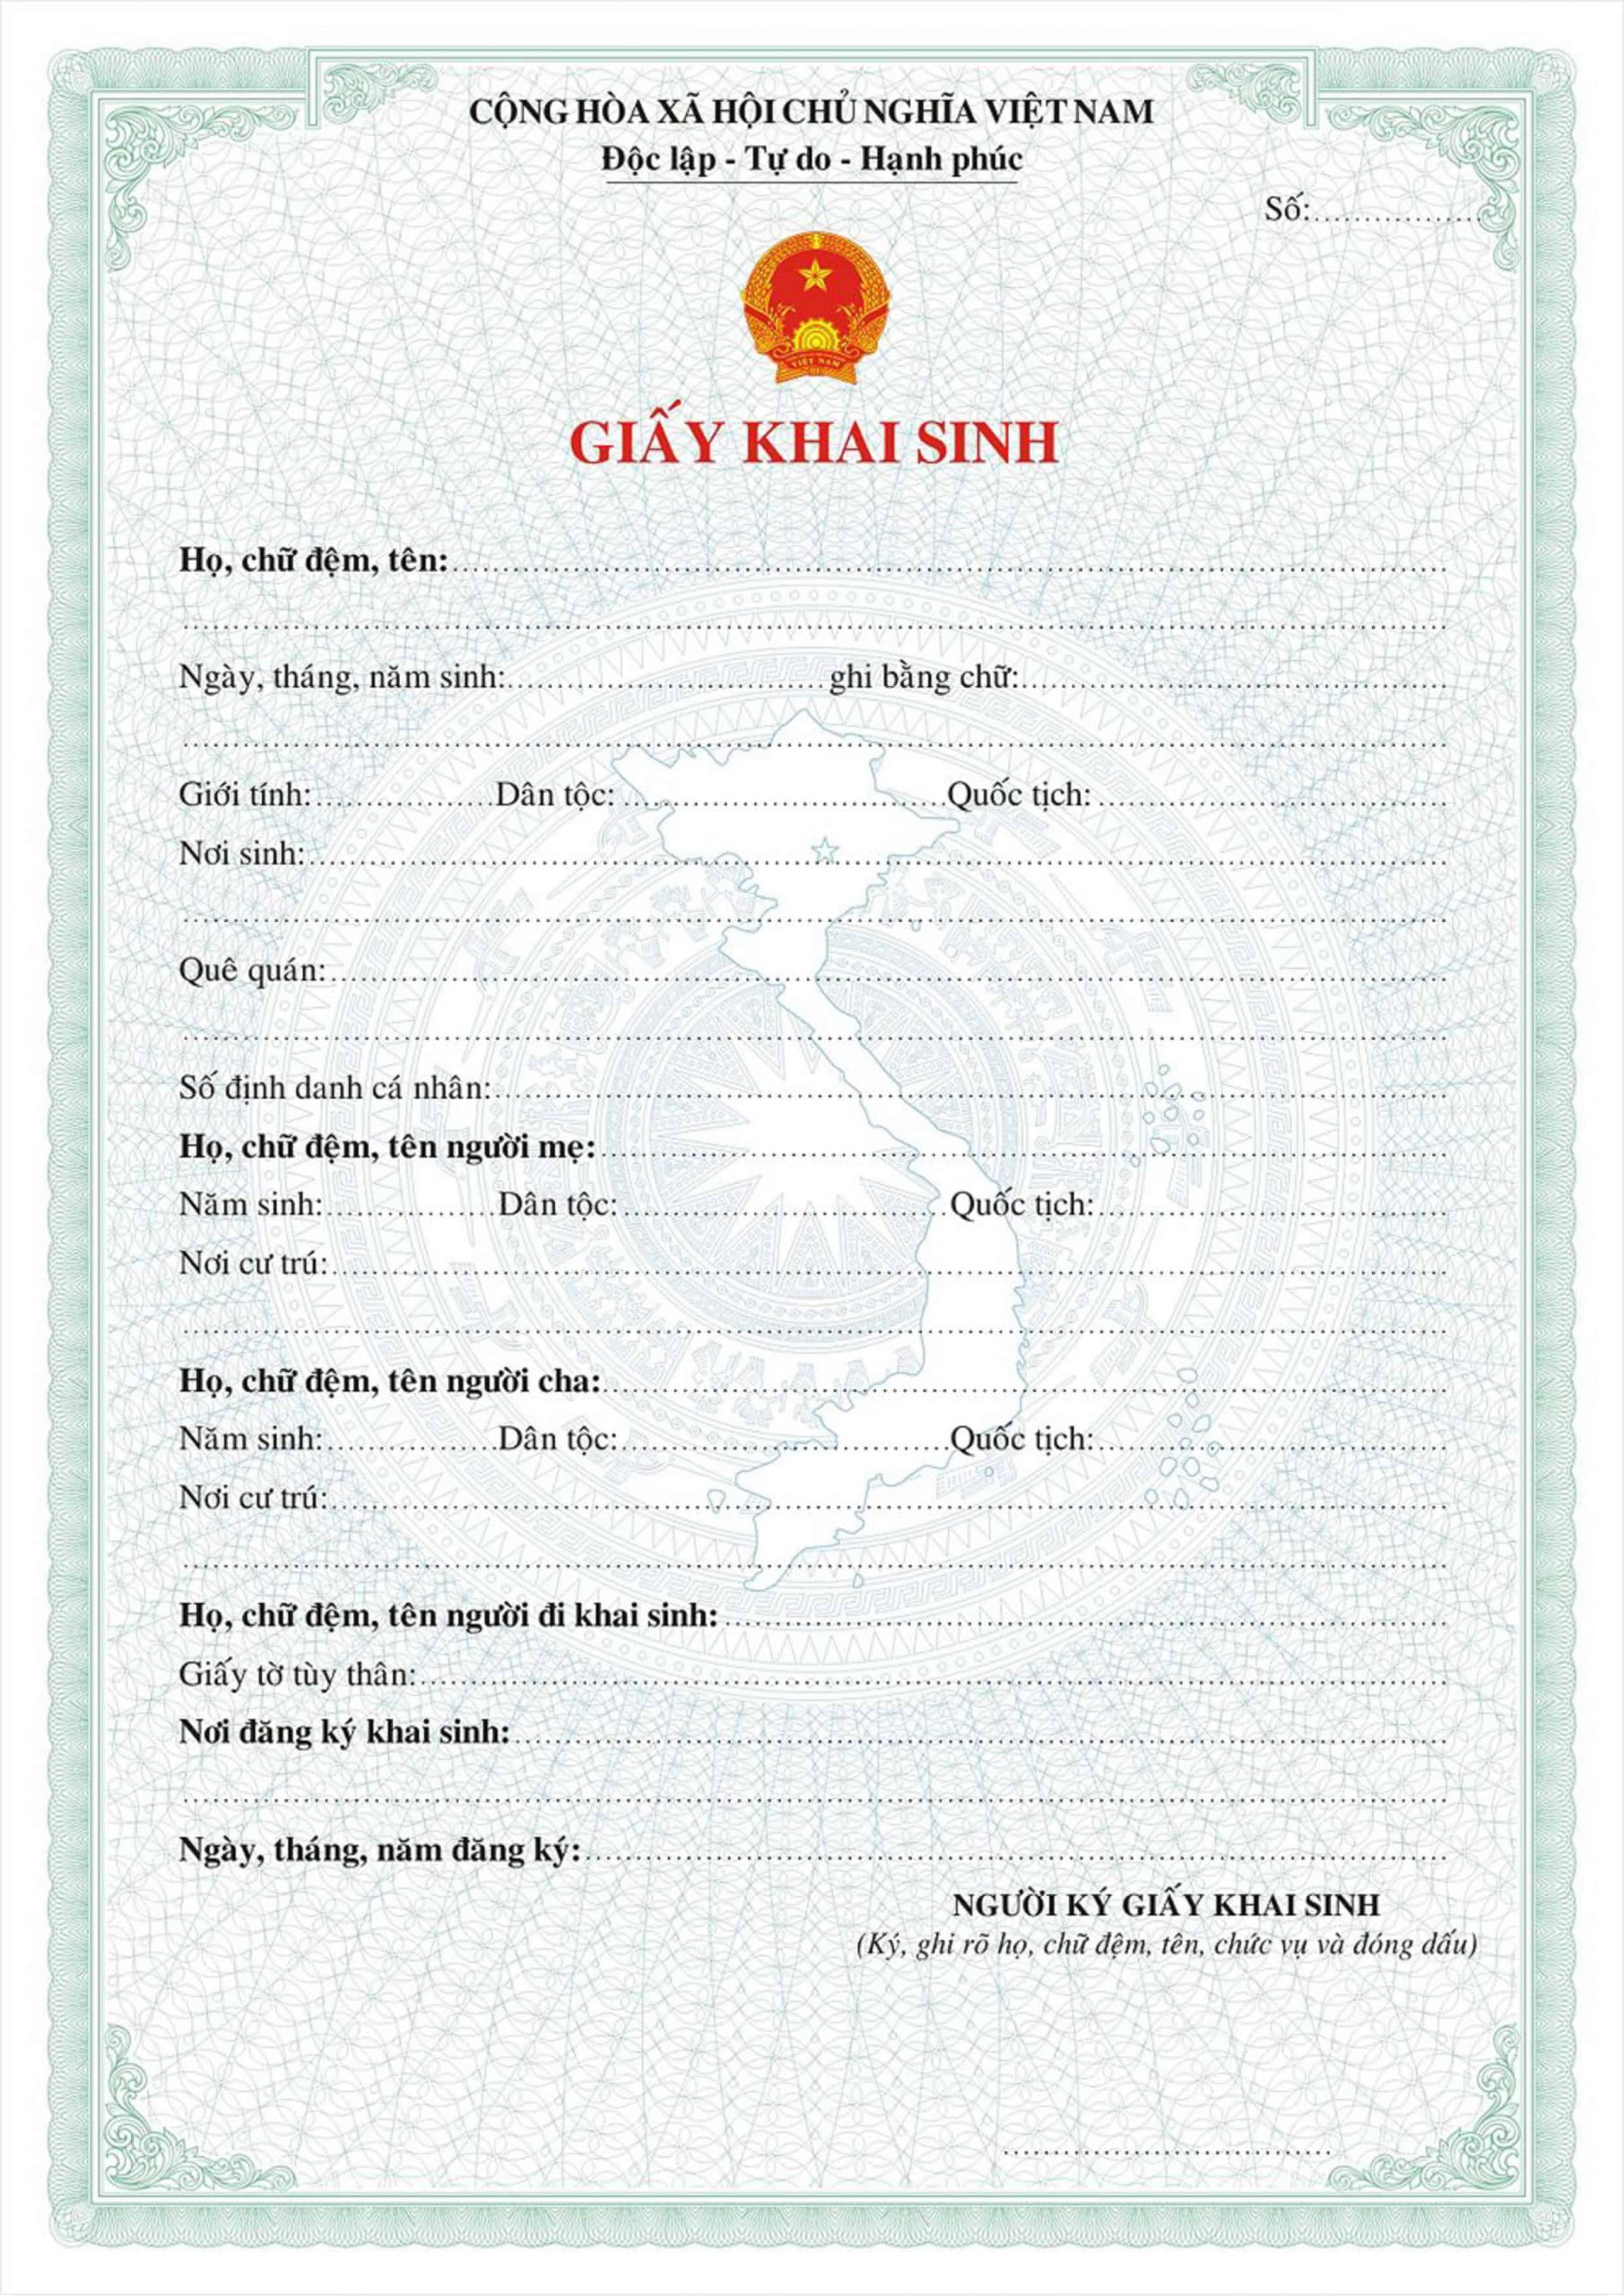 CỘNG HÒA XÃ HỘI CHỦ NGHĨA VIỆT NAM
Độc lập - Tự do - Hạnh phúc
Số:.................
VIỆT NAM
GIẤY KHAI SINH
Họ, chữ đệm, tên:....................................................................................................
................................................................................................................................
Ngày, tháng, năm sinh:................................ghi bằng chữ:...........................................
................................................................................................................................
Giới tính:..................Dân tộc: .................................Quốc tịch: ...................................
Nơi sinh:...................................................................................................................
................................................................................................................................
Quê quán:.................................................................................................................
................................................................................................................................
Số định danh cá nhân:................................................................................................
Họ, chữ đệm, tên người mẹ:.....................................................................................
Năm sinh:.................Dân tộc:.................................Quốc tịch:...................................
Nơi cư trú:.................................................................................................................
................................................................................................................................
Họ, chữ đệm, tên người cha:.....................................................................................
Năm sinh:.................Dân tộc:.................................Quốc tịch:...................................
Nơi cư trú:.................................................................................................................
................................................................................................................................
Họ, chữ đệm, tên người đi khai sinh:.........................................................................
Giấy tờ tùy thân:........................................................................................................
Nơi đăng ký khai sinh:..............................................................................................
................................................................................................................................
Ngày, tháng, năm đăng ký:.......................................................................................
NGƯỜI KÝ GIẤY KHAI SINH
(Ký, ghi rõ họ, chữ đệm, tên, chức vụ và đóng dấu)
.................................